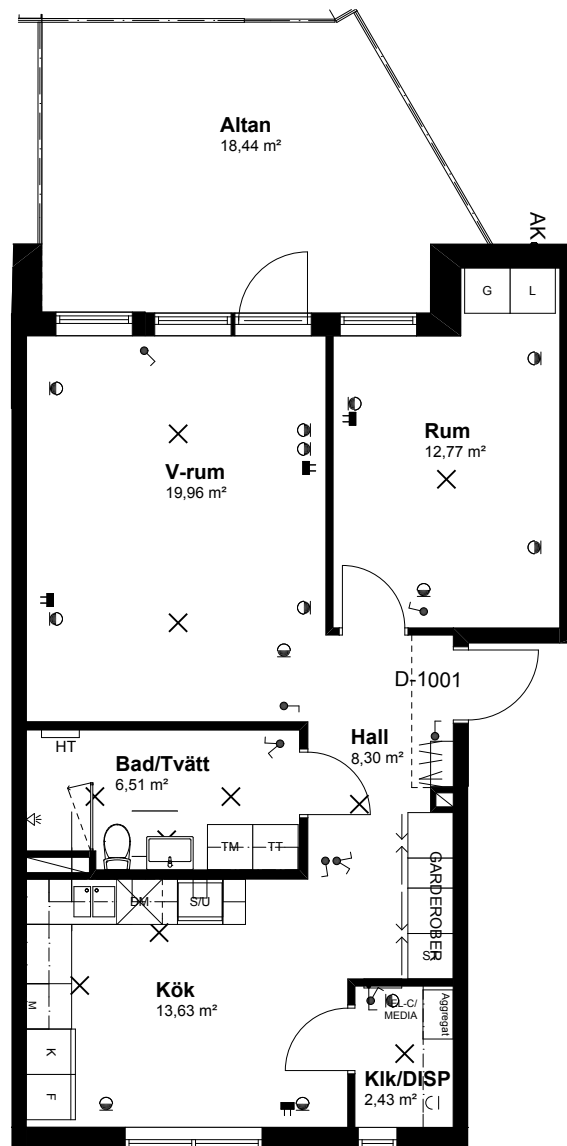 Altan
18,44 m²
AK
G L
Rum
12,77 m²
V-rum
19,96 m²
D-1001
Hall
8,30 m²
HT
Bad/Tvätt
6,51 m²
TM TT
GARDEROBER
DM S/U
Kök
13,63 m²
M
K
F
MEDIA
Aggregat
Klk/DISP
2,43 m²